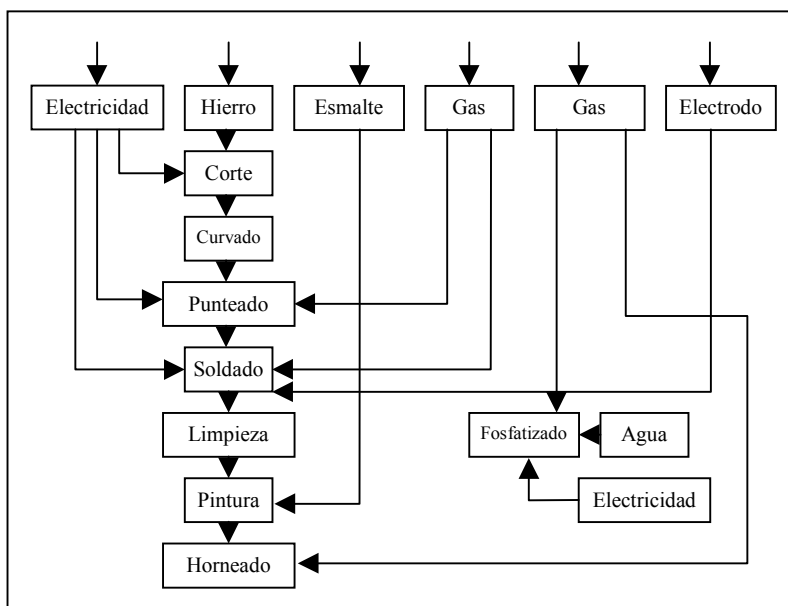 Electricidad
Hierro
Esmalte
Gas
Gas
Electrodo
Corte
Curvado
Punteado
Soldado
Limpieza
Fosfatizado
Agua
Pintura
Electricidad
Horneado